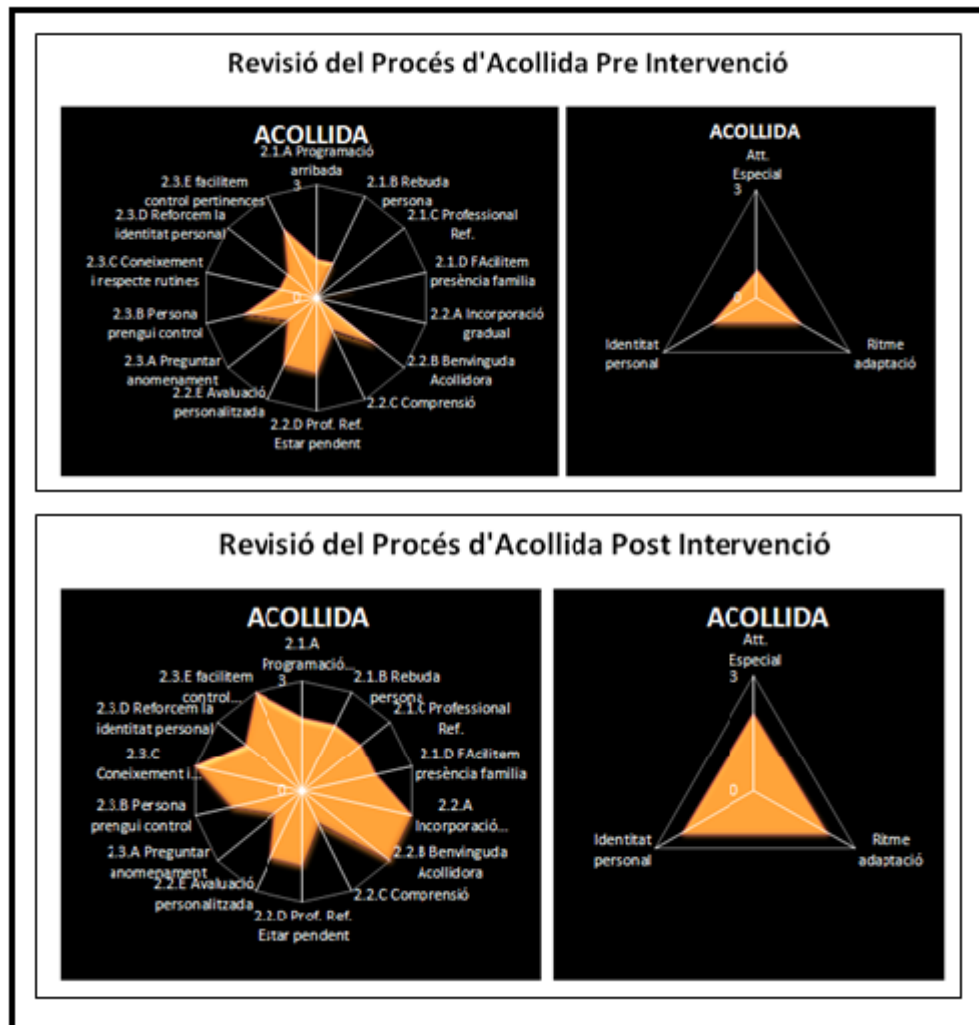 Revisió del Procés d'Acollida Pre Intervenció
ACOLLIDA
2.1.A Programació
arribada
3
2.1.B Rebuda
persona
2.1.C Professional
Ref.
2.1.D FAcilitem
presència familia
2.2.A Incorporació
gradual
2.2.B Benvinguda
Acollidora
2.2.C Comprensió
2.2.D Prof. Ref.
Estar pendent
2.2.E Avaluació
personalitzada
2.3.A Preguntar
anomenament
2.3.B Persona
prengui control
2.3.C Coneixement
i respecte rutines
2.3.D Reforcem la
identitat personal
2.3.E facilitem
control pertinences
0
ACOLLIDA
Att.
Especial
3
0
Ritme
adaptació
Identitat
personal
Revisió del Procés d'Acollida Post Intervenció
ACOLLIDA
2.1.A
Programació...
3
2.1.B Rebuda
persona
2.1.C Professional
Ref.
2.1.D FAcilitem
presència familia
2.2.A
Incorporació...
2.2.B Benvinguda
Acollidora
2.2.C Comprensió
2.2.D Prof. Ref.
Estar pendent
2.2.E Avaluació
personalitzada
2.3.A Preguntar
anomenament
2.3.B Persona
prengui control
2.3.C
Coneixement i...
2.3.D Reforcem la
identitat personal
2.3.E facilitem
control...
0
ACOLLIDA
Att.
Especial
3
0
Ritme
adaptació
Identitat
personal